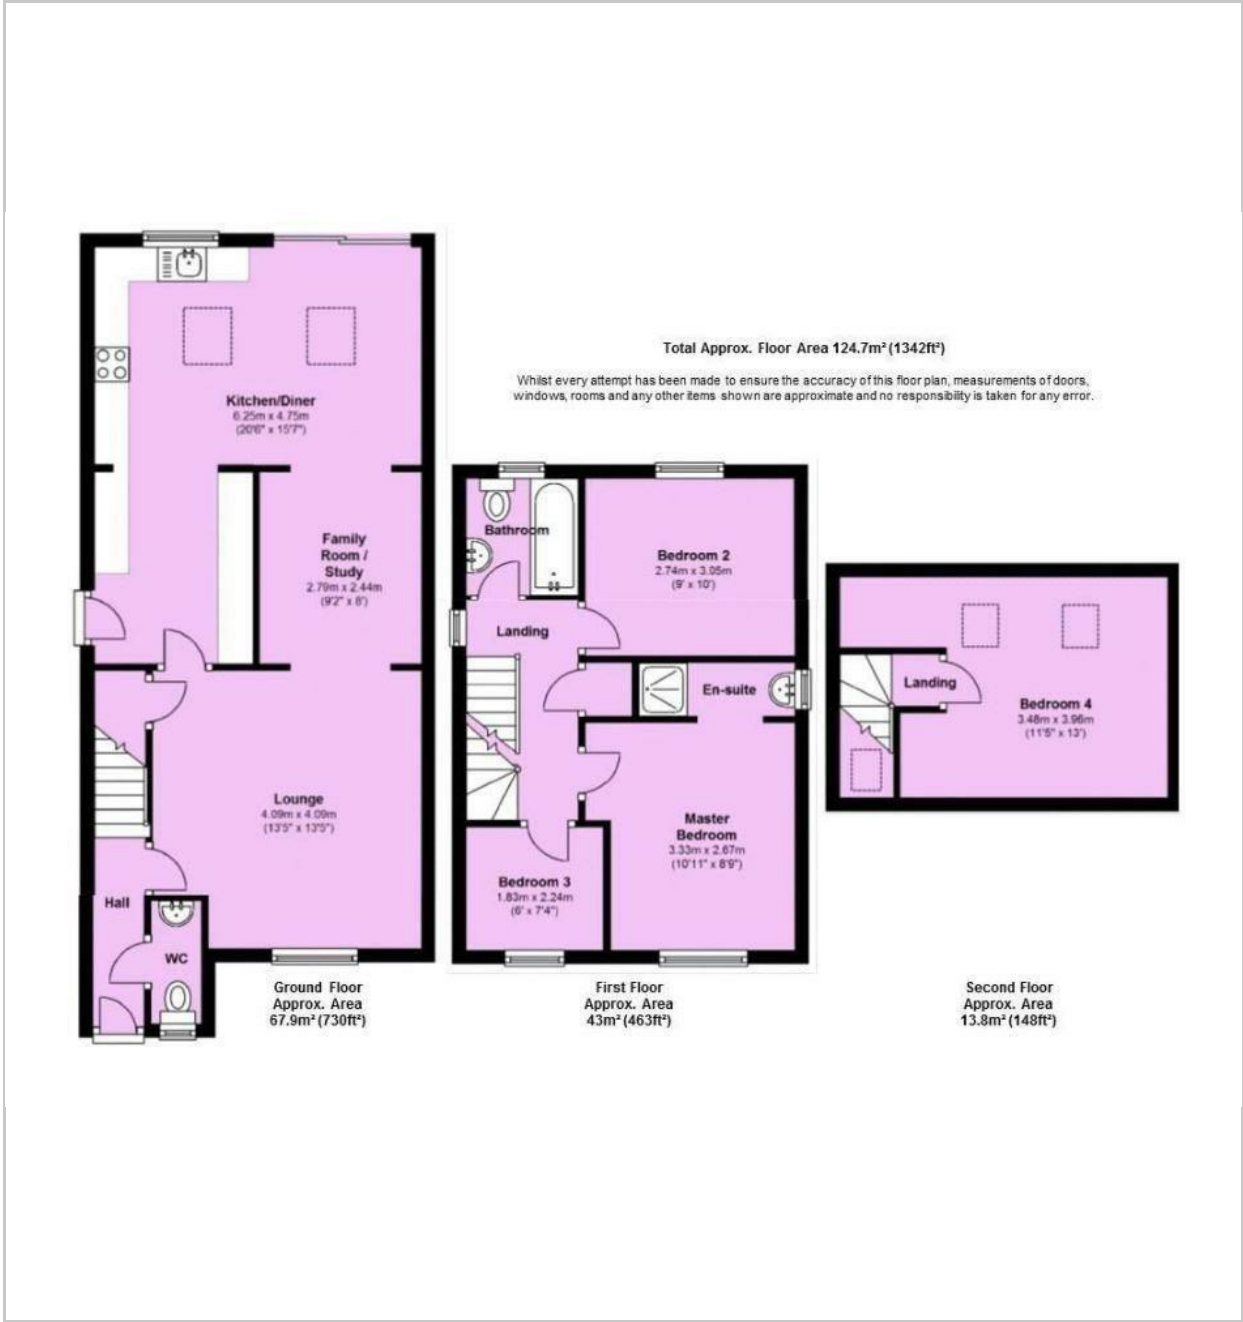 Total Approx. Floor Area 124.7m² (1342ft²)
Whilst every attempt has been made to ensure the accuracy of this floor plan, measurements of doors,
windows, rooms and any other items shown are approximate and no responsibility is taken for any error.
Kitchen/Diner
6.25m x 4.75m
(20'6" x 15'7")
Family
Room /
Study
2.79m x 2.44m
(9'2" x 8')
Lounge
4.09m x 4.09m
(13'5" x 13'5")
Hall
WC
Ground Floor
Approx. Area
67.9m² (730ft²)
Bathroom
Bedroom 2
2.74m x 3.05m
(9' x 10')
Landing
En-suite
Master
Bedroom
3.33m x 2.67m
(10'11" x 8'9")
Bedroom 3
1.83m x 2.24m
(6' x 7'4")
First Floor
Approx. Area
43m² (463ft²)
Landing
Bedroom 4
3.48m x 3.96m
(11'5" x 13')
Second Floor
Approx. Area
13.8m² (148ft²)